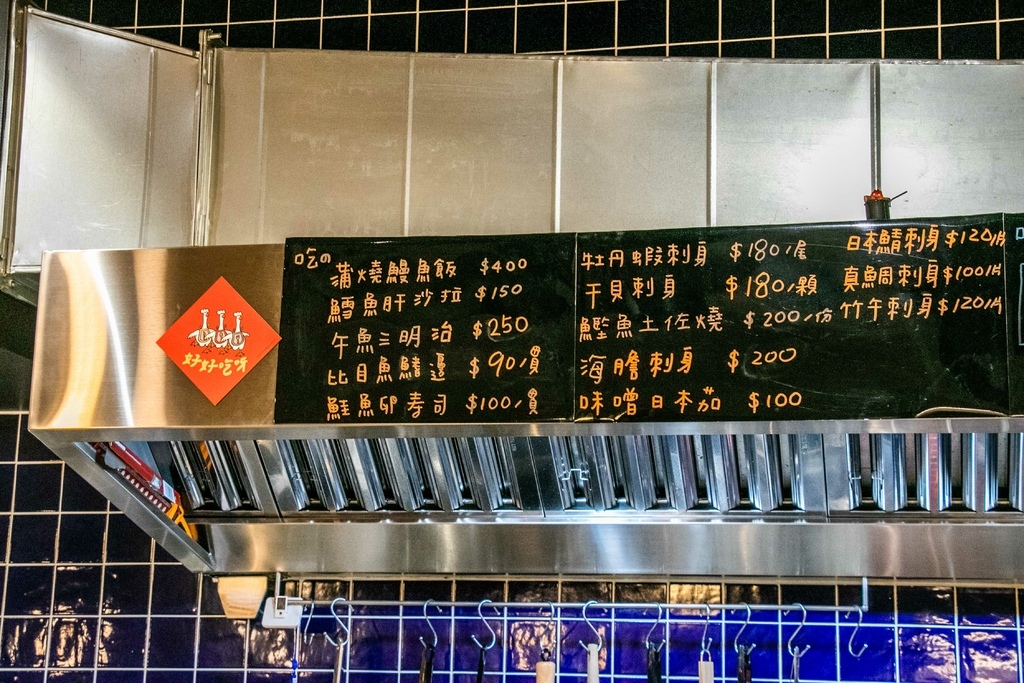 吃の
蒲燒鰻魚飯 $400
鱈魚肝沙拉 $150
午魚三明治 $250
比目魚鰭邊 $90/貫
鮭魚卵壽司 $100/貫
牡丹蝦刺身 $180/尾
干貝刺身 $180/顆
鰹魚土佐燒 $200/份
海膽刺身 $200
味噌日本茄 $100
日本鯖刺身 $120/片
真鯛刺身 $100/片
竹午刺身 $120/片
好好吃呀